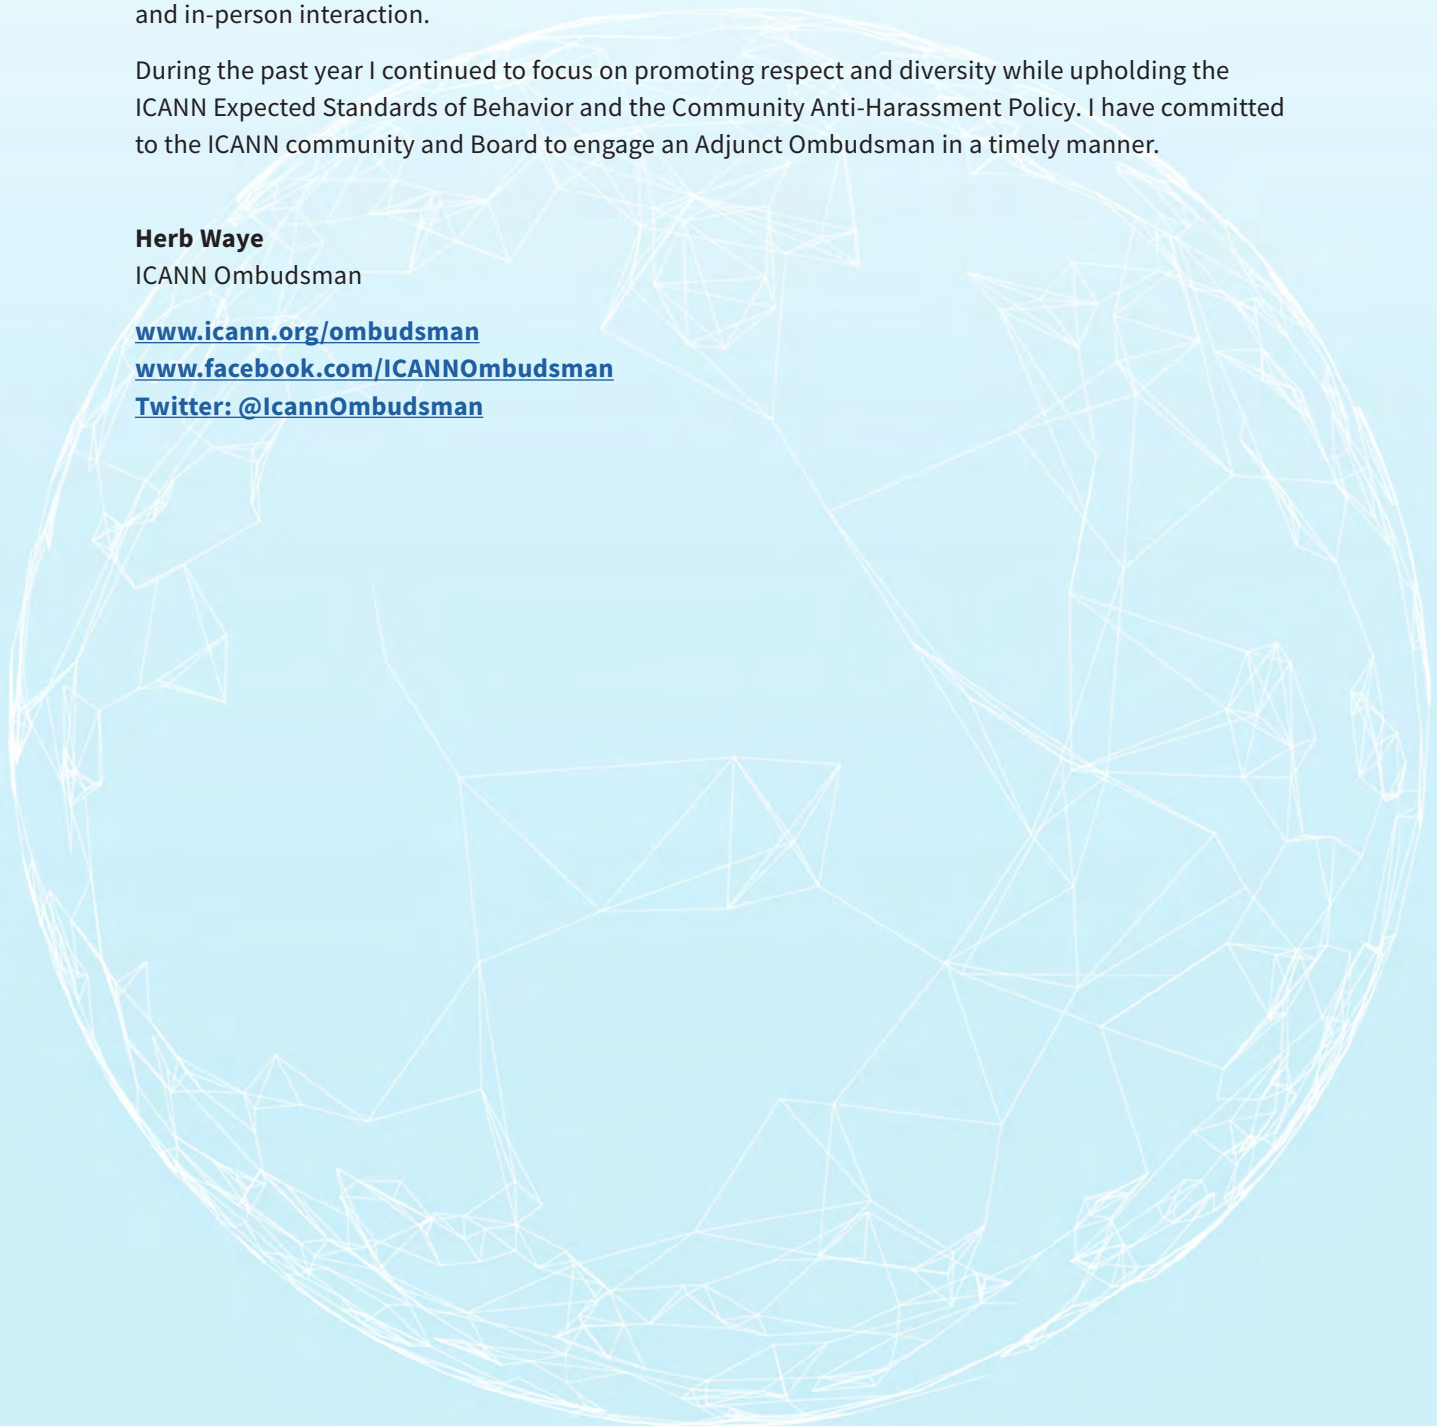 and in-person interaction.
During the past year I continued to focus on promoting respect and diversity while upholding the
ICANN Expected Standards of Behavior and the Community Anti-Harassment Policy. I have committed
to the ICANN community and Board to engage an Adjunct Ombudsman in a timely manner.
Herb Waye
ICANN Ombudsman
www.icann.org/ombudsman
www.facebook.com/ICANNOmbudsman
Twitter: @IcannOmbudsman